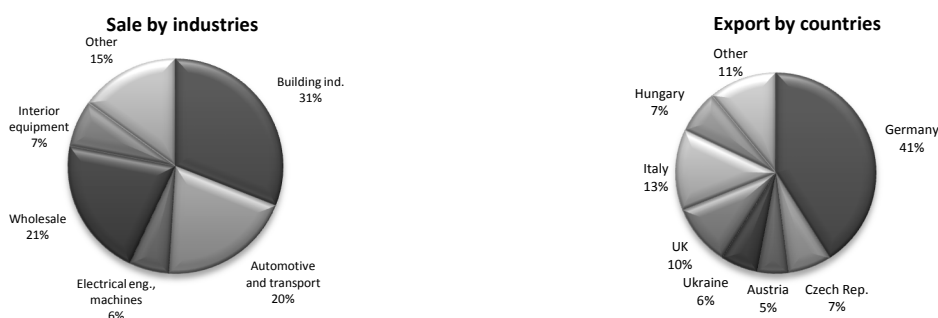 Sale by industries
Other
15%
Building ind.
31%
Interior
equipment
7%
Wholesale
21%
Electrical eng.,
machines
6%
Automotive
and transport
20%
Export by countries
Other
11%
Hungary
7%
Germany
41%
Italy
13%
UK
10%
Ukraine
6%
Austria
5%
Czech Rep.
7%